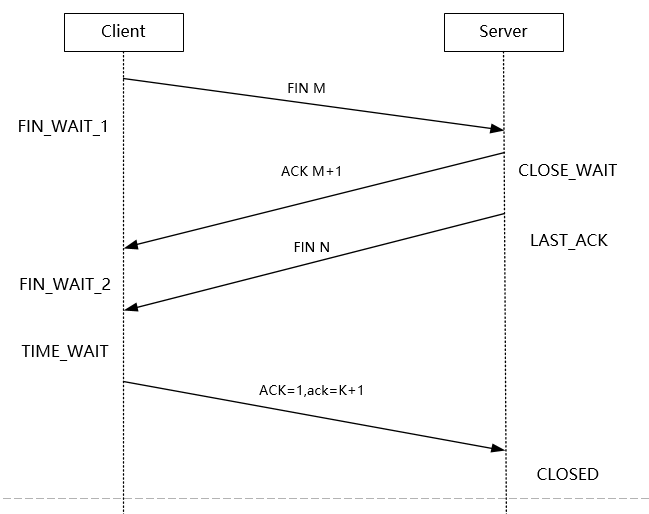 Client
Server
FIN M
FIN_WAIT_1
ACK M+1
CLOSE_WAIT
FIN N
LAST_ACK
FIN_WAIT_2
TIME_WAIT
ACK=1,ack=K+1
CLOSED